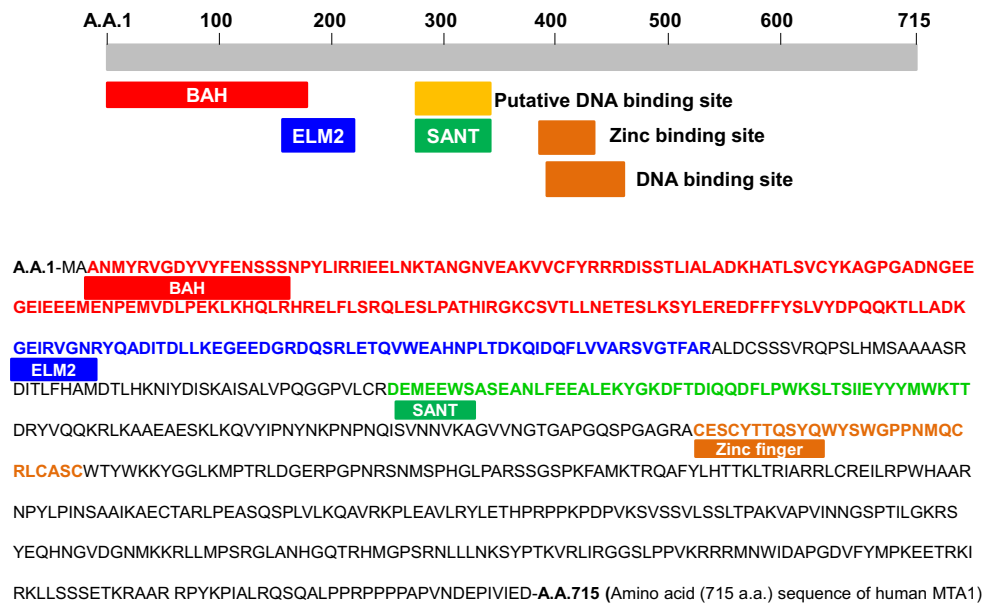 A.A.1 100 200 300 400 500 600 715
BAH
Putative DNA binding site
ELM2 SANT Zinc binding site
DNA binding site
A.A.1-MAANMYRVGDYVYFENSSSNPYLIRRIEELNKTANGNVEAKVVCFYRRRDISSTLIALADKHATLSVCYKAGPGADNGEE
BAH
GEIEEEMENPEMVDLPEKLKHQLRHRELFLSRQLESLPATHIRGKCSVTLLNETESLKSYLEREDFFFYSLVYDPQQKTLLADK
GEIRVGNRYQADITDLLKEGEEDGRDQSRLETQVWEAHNPLTDKQIDQFLVVARSVGTFARALDCSSSVRQPSLHMSAAAASR
ELM2
DITLFHAMDTLHKNIYDISKAISALVPQGGPVLCRDEMEEWSASEANLFEEALEKYGKDFTDIQQDFLPWKSLTSIIEYYYMWKTT
SANT
DRYVQQKRLKAAEAESKLKQVYIPNYNKPNPNQISVNNVKAGVVNGTGAPGQSPGAGRACESCYTTQSYQWYSWGPPNMQC
Zinc finger
RLCASCWTYWKKYGGLKMPTRLDGERPGPNRSNMSPHGLPARSSGSPKFAMKTRQAFYLHTTKLTRIARRLCREILRPWHAAR
NPYLPINSAAIKAECTARLPEASQSPLVLKQAVRKPLEAVLRYLETHPRPPKPDPVKSVSSVLSSLTPAKVAPVINNGSPTILGKRS
YEQHNGVDGNMKKRLLMPSRGLANHGQTRHMGPSRNLLLNKSYPTKVRLIRGGSLPPVKRRRMNWIDAPGDVFYMPKEETRKI
RKLLSSSETKRAAR RPYKPIALRQSQALPPRPPPPAPVNDEPIVIED-A.A.715 (Amino acid (715 a.a.) sequence of human MTA1)